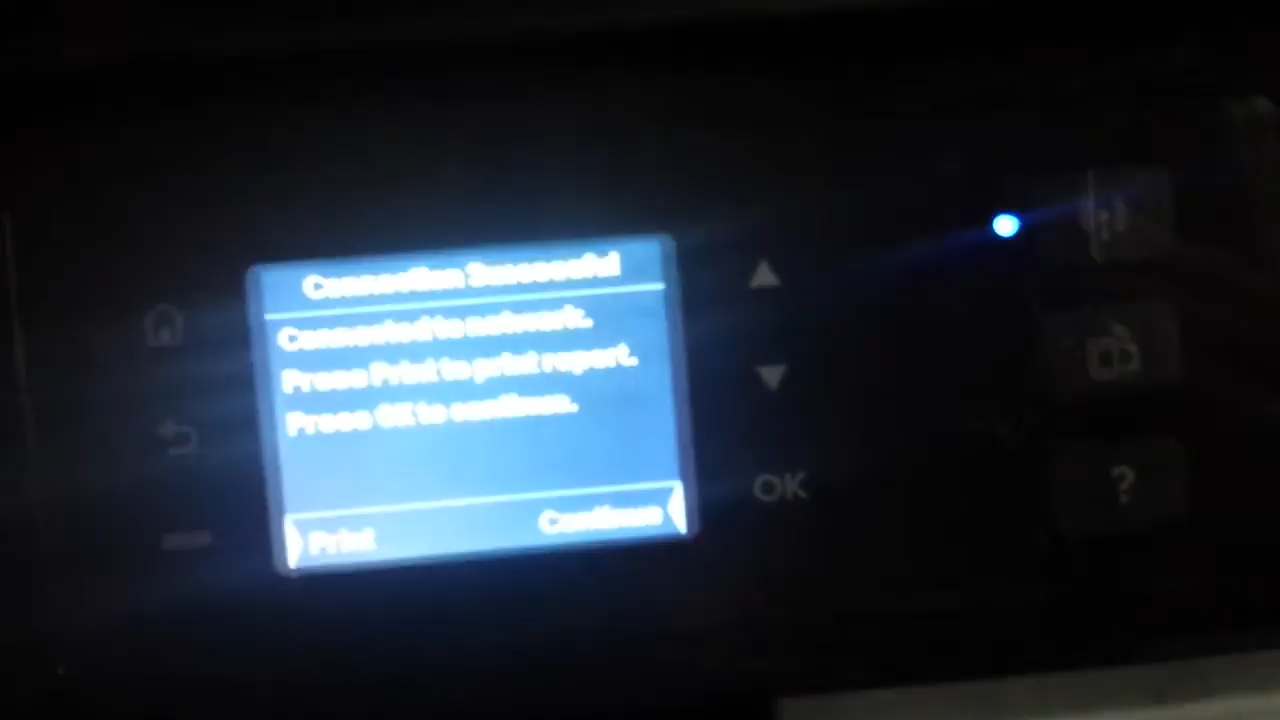 Connection Successful
Connected to network.
Press Print to print report.
Press OK to continue.
Print
Continue
OK
?